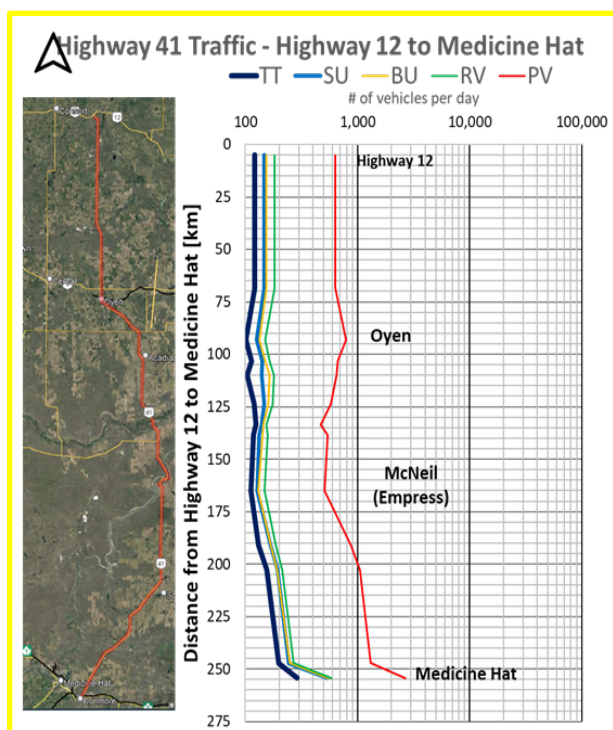 Highway 41 Traffic - Highway 12 to Medicine Hat
TT SU BU RV PV
# of vehicles per day
100 1,000 10,000 100,000
Distance from Highway 12 to Medicine Hat [km]
0
25
50
75
100
125
150
175
200
225
250
275
Highway 12
Oyen
McNeil
(Empress)
Medicine Hat
12
Oyen
Acadia
41
41
Medicine Hat
Dunmore